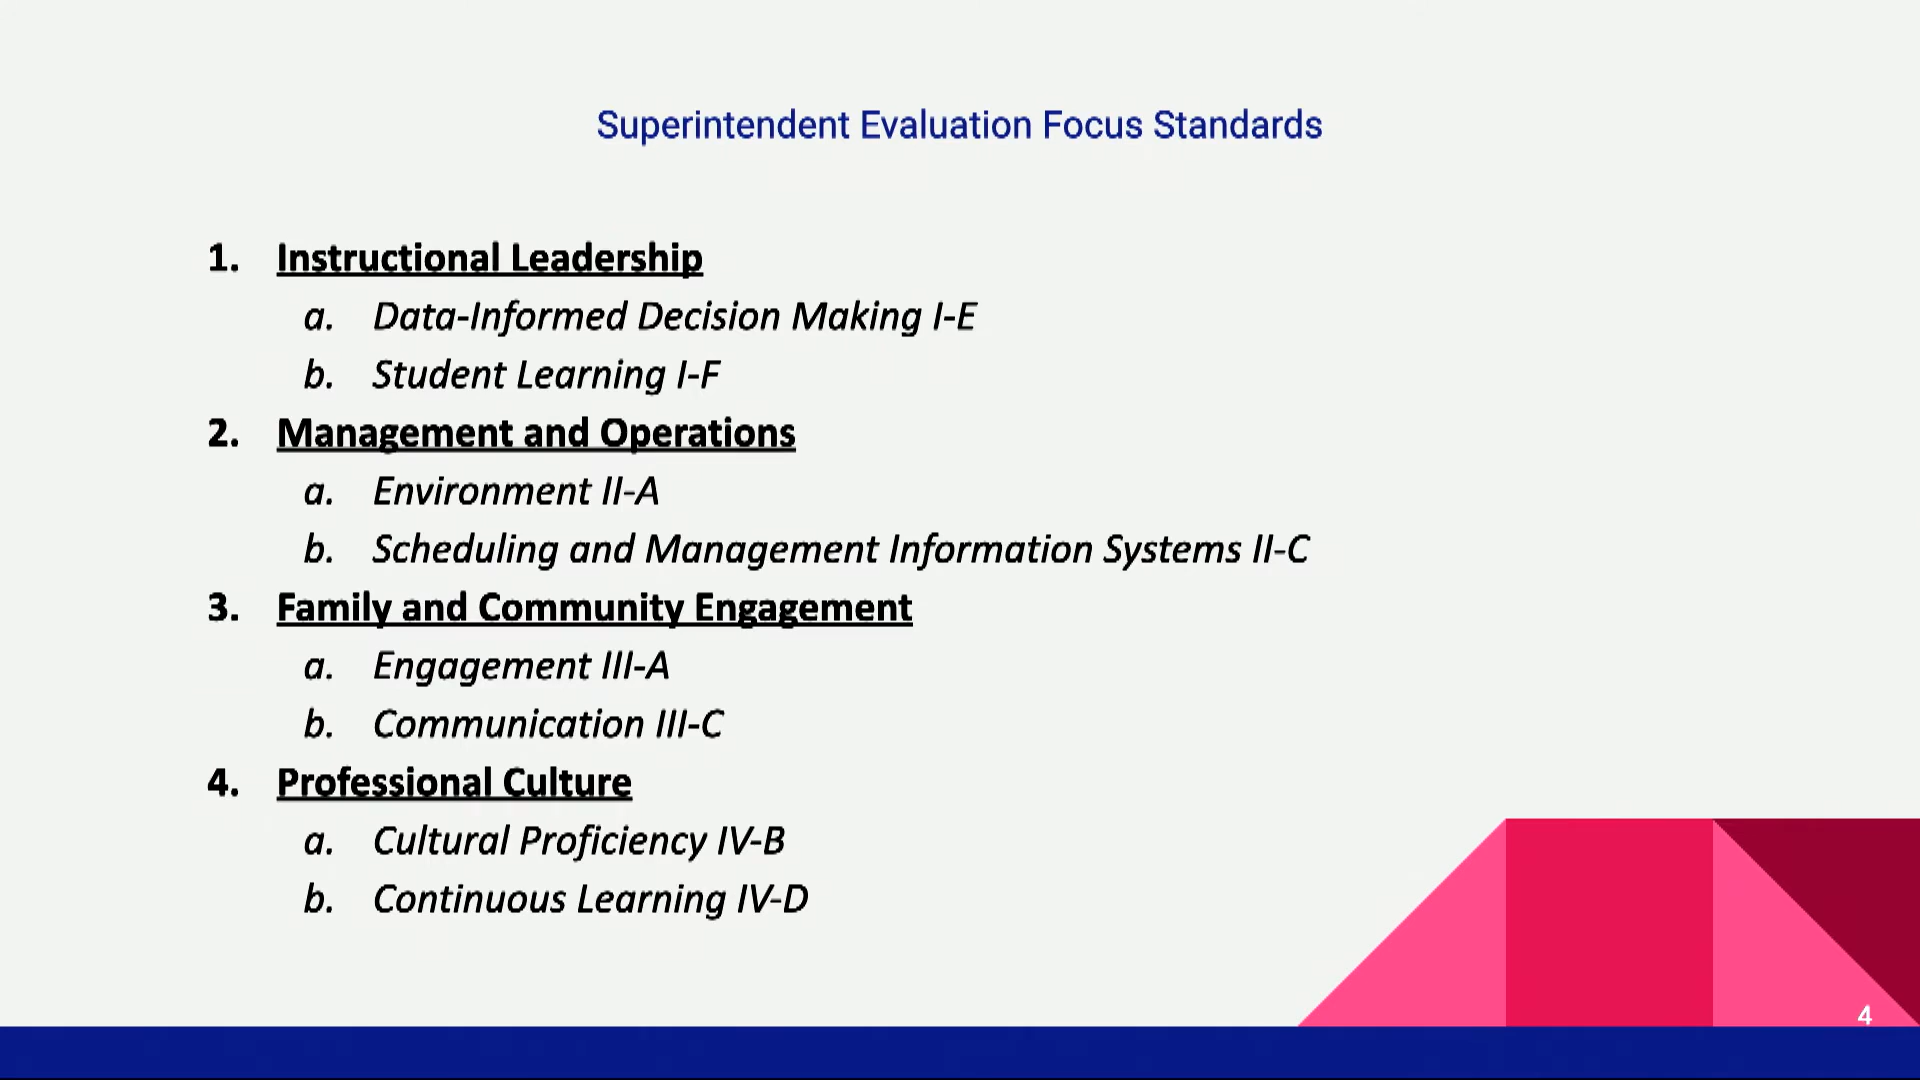 Superintendent Evaluation Focus Standards
1. Instructional Leadership
a. Data-Informed Decision Making I-E
b. Student Learning I-F
2. Management and Operations
a. Environment II-A
b. Scheduling and Management Information Systems II-C
3. Family and Community Engagement
a. Engagement III-A
b. Communication III-C
4. Professional Culture
a. Cultural Proficiency IV-B
b. Continuous Learning IV-D
4